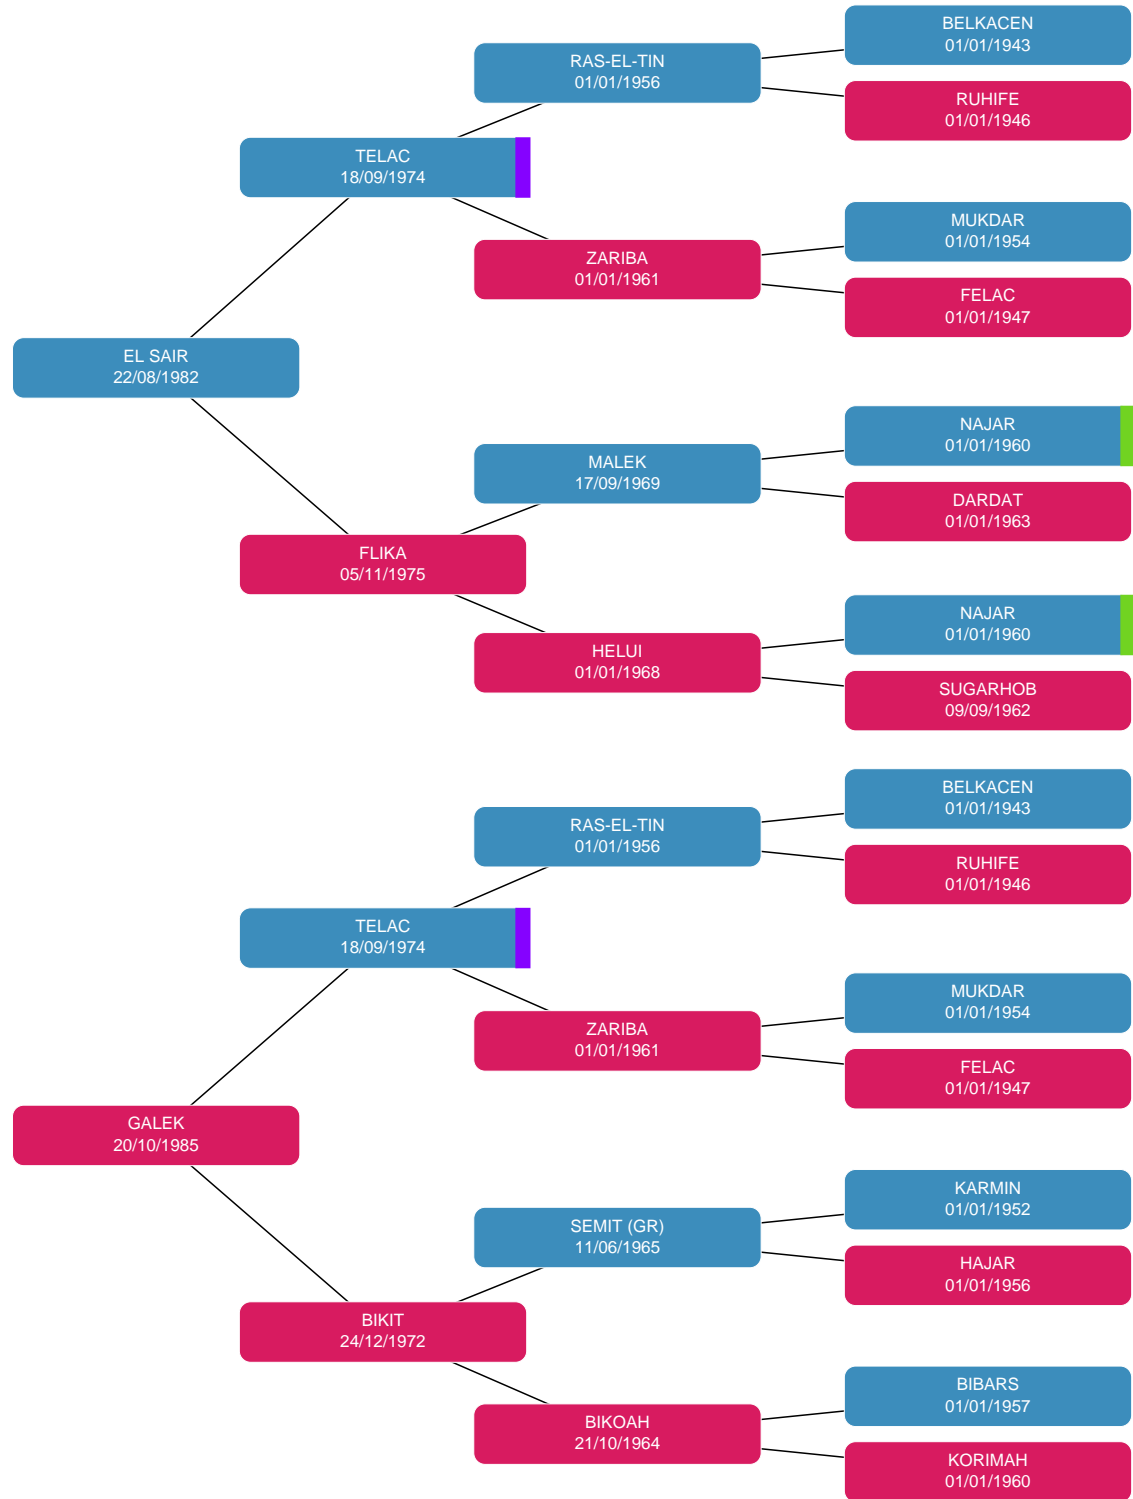 BELKACEN
01/01/1943
RAS-EL-TIN
01/01/1956
RUHIFE
01/01/1946
TELAC
18/09/1974
MUKDAR
01/01/1954
ZARIBA
01/01/1961
FELAC
01/01/1947
EL SAIR
22/08/1982
NAJAR
01/01/1960
MALEK
17/09/1969
DARDAT
01/01/1963
FLIKA
05/11/1975
NAJAR
01/01/1960
HELUI
01/01/1968
SUGARHOB
09/09/1962
BELKACEN
01/01/1943
RAS-EL-TIN
01/01/1956
RUHIFE
01/01/1946
TELAC
18/09/1974
MUKDAR
01/01/1954
ZARIBA
01/01/1961
FELAC
01/01/1947
GALEK
20/10/1985
KARMIN
01/01/1952
SEMIT (GR)
11/06/1965
HAJAR
01/01/1956
BIKIT
24/12/1972
BIBARS
01/01/1957
BIKOAH
21/10/1964
KORIMAH
01/01/1960